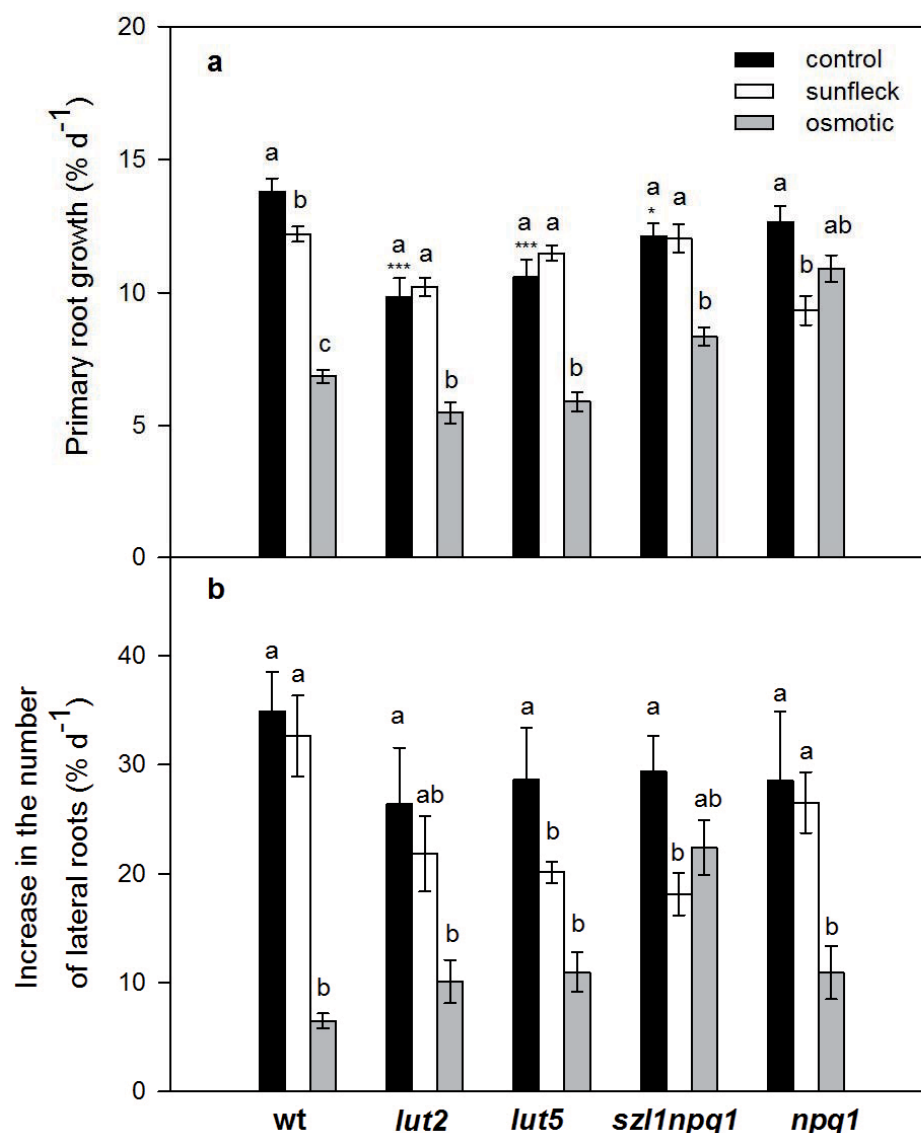 20
a
control
sunfleck
osmotic
15
10
5
0
Primary root growth (% d-1)
a
b
c
a
***
a
b
a
***
a
b
a
*
a
b
a
b
ab
b
40
30
20
10
0
Increase in the number
of lateral roots (% d-1)
a
a
b
a
ab
b
a
b
b
a
b
ab
a
a
b
wt
lut2
lut5
szl1npq1
npq1